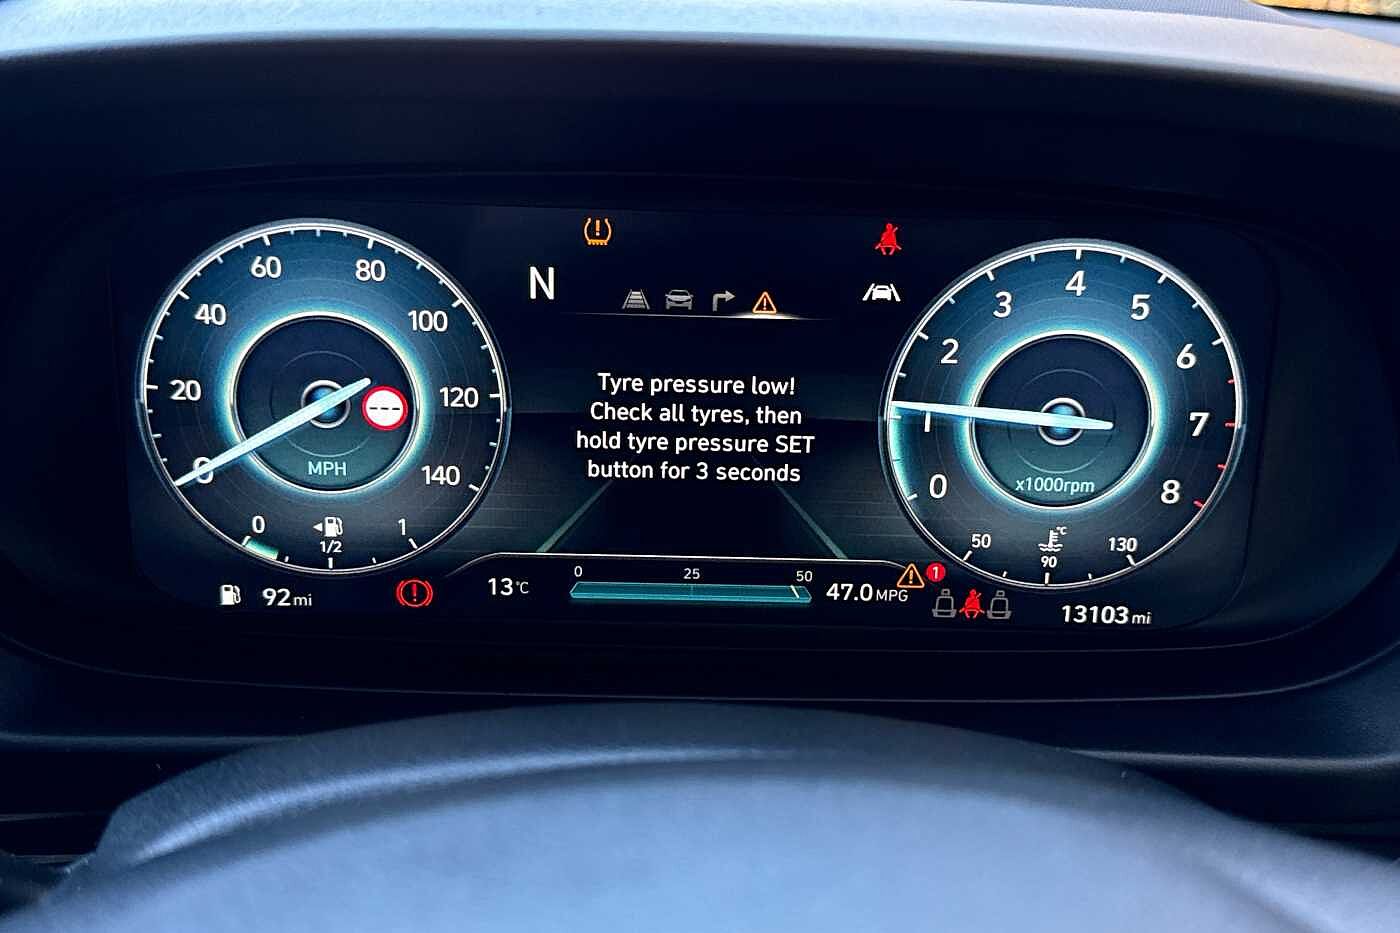 0
20
40
60
80
100
120
140
MPH
0
1/2
1
92mi
N
Tyre pressure low!
Check all tyres, then
hold tyre pressure SET
button for 3 seconds
13°C
0 25 50
47.0MPG
1
0
1
2
3
4
5
6
7
8
x1000rpm
50
°C
90
130
13103mi